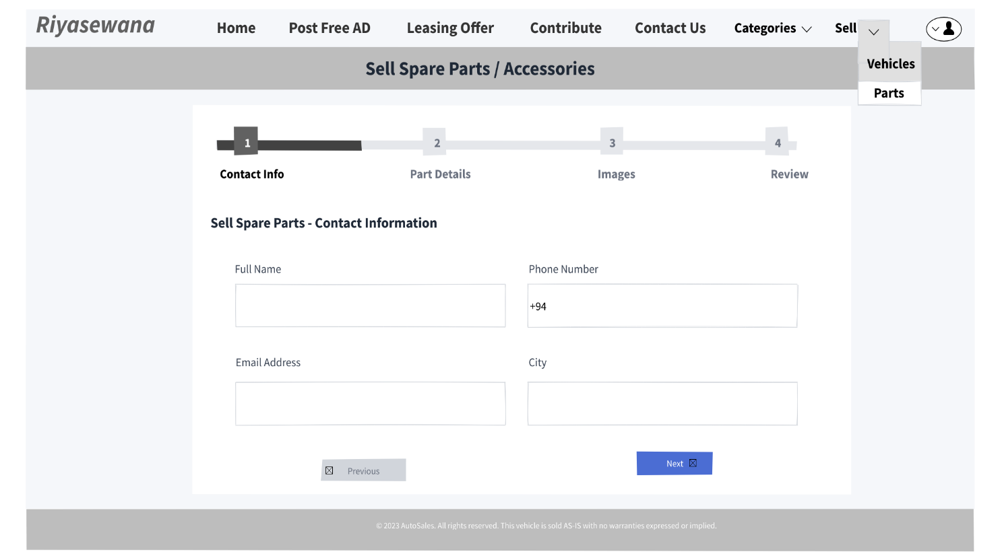 Riyasewana
Home Post Free AD Leasing Offer Contribute Contact Us Categories Sell
Vehicles
Parts
Sell Spare Parts / Accessories
1 2 3 4
Contact Info Part Details Images Review
Sell Spare Parts - Contact Information
Full Name Phone Number
+94
Email Address City
Previous Next
© 2023 AutoSales. All rights reserved. This vehicle is sold AS-IS with no warranties expressed or implied.